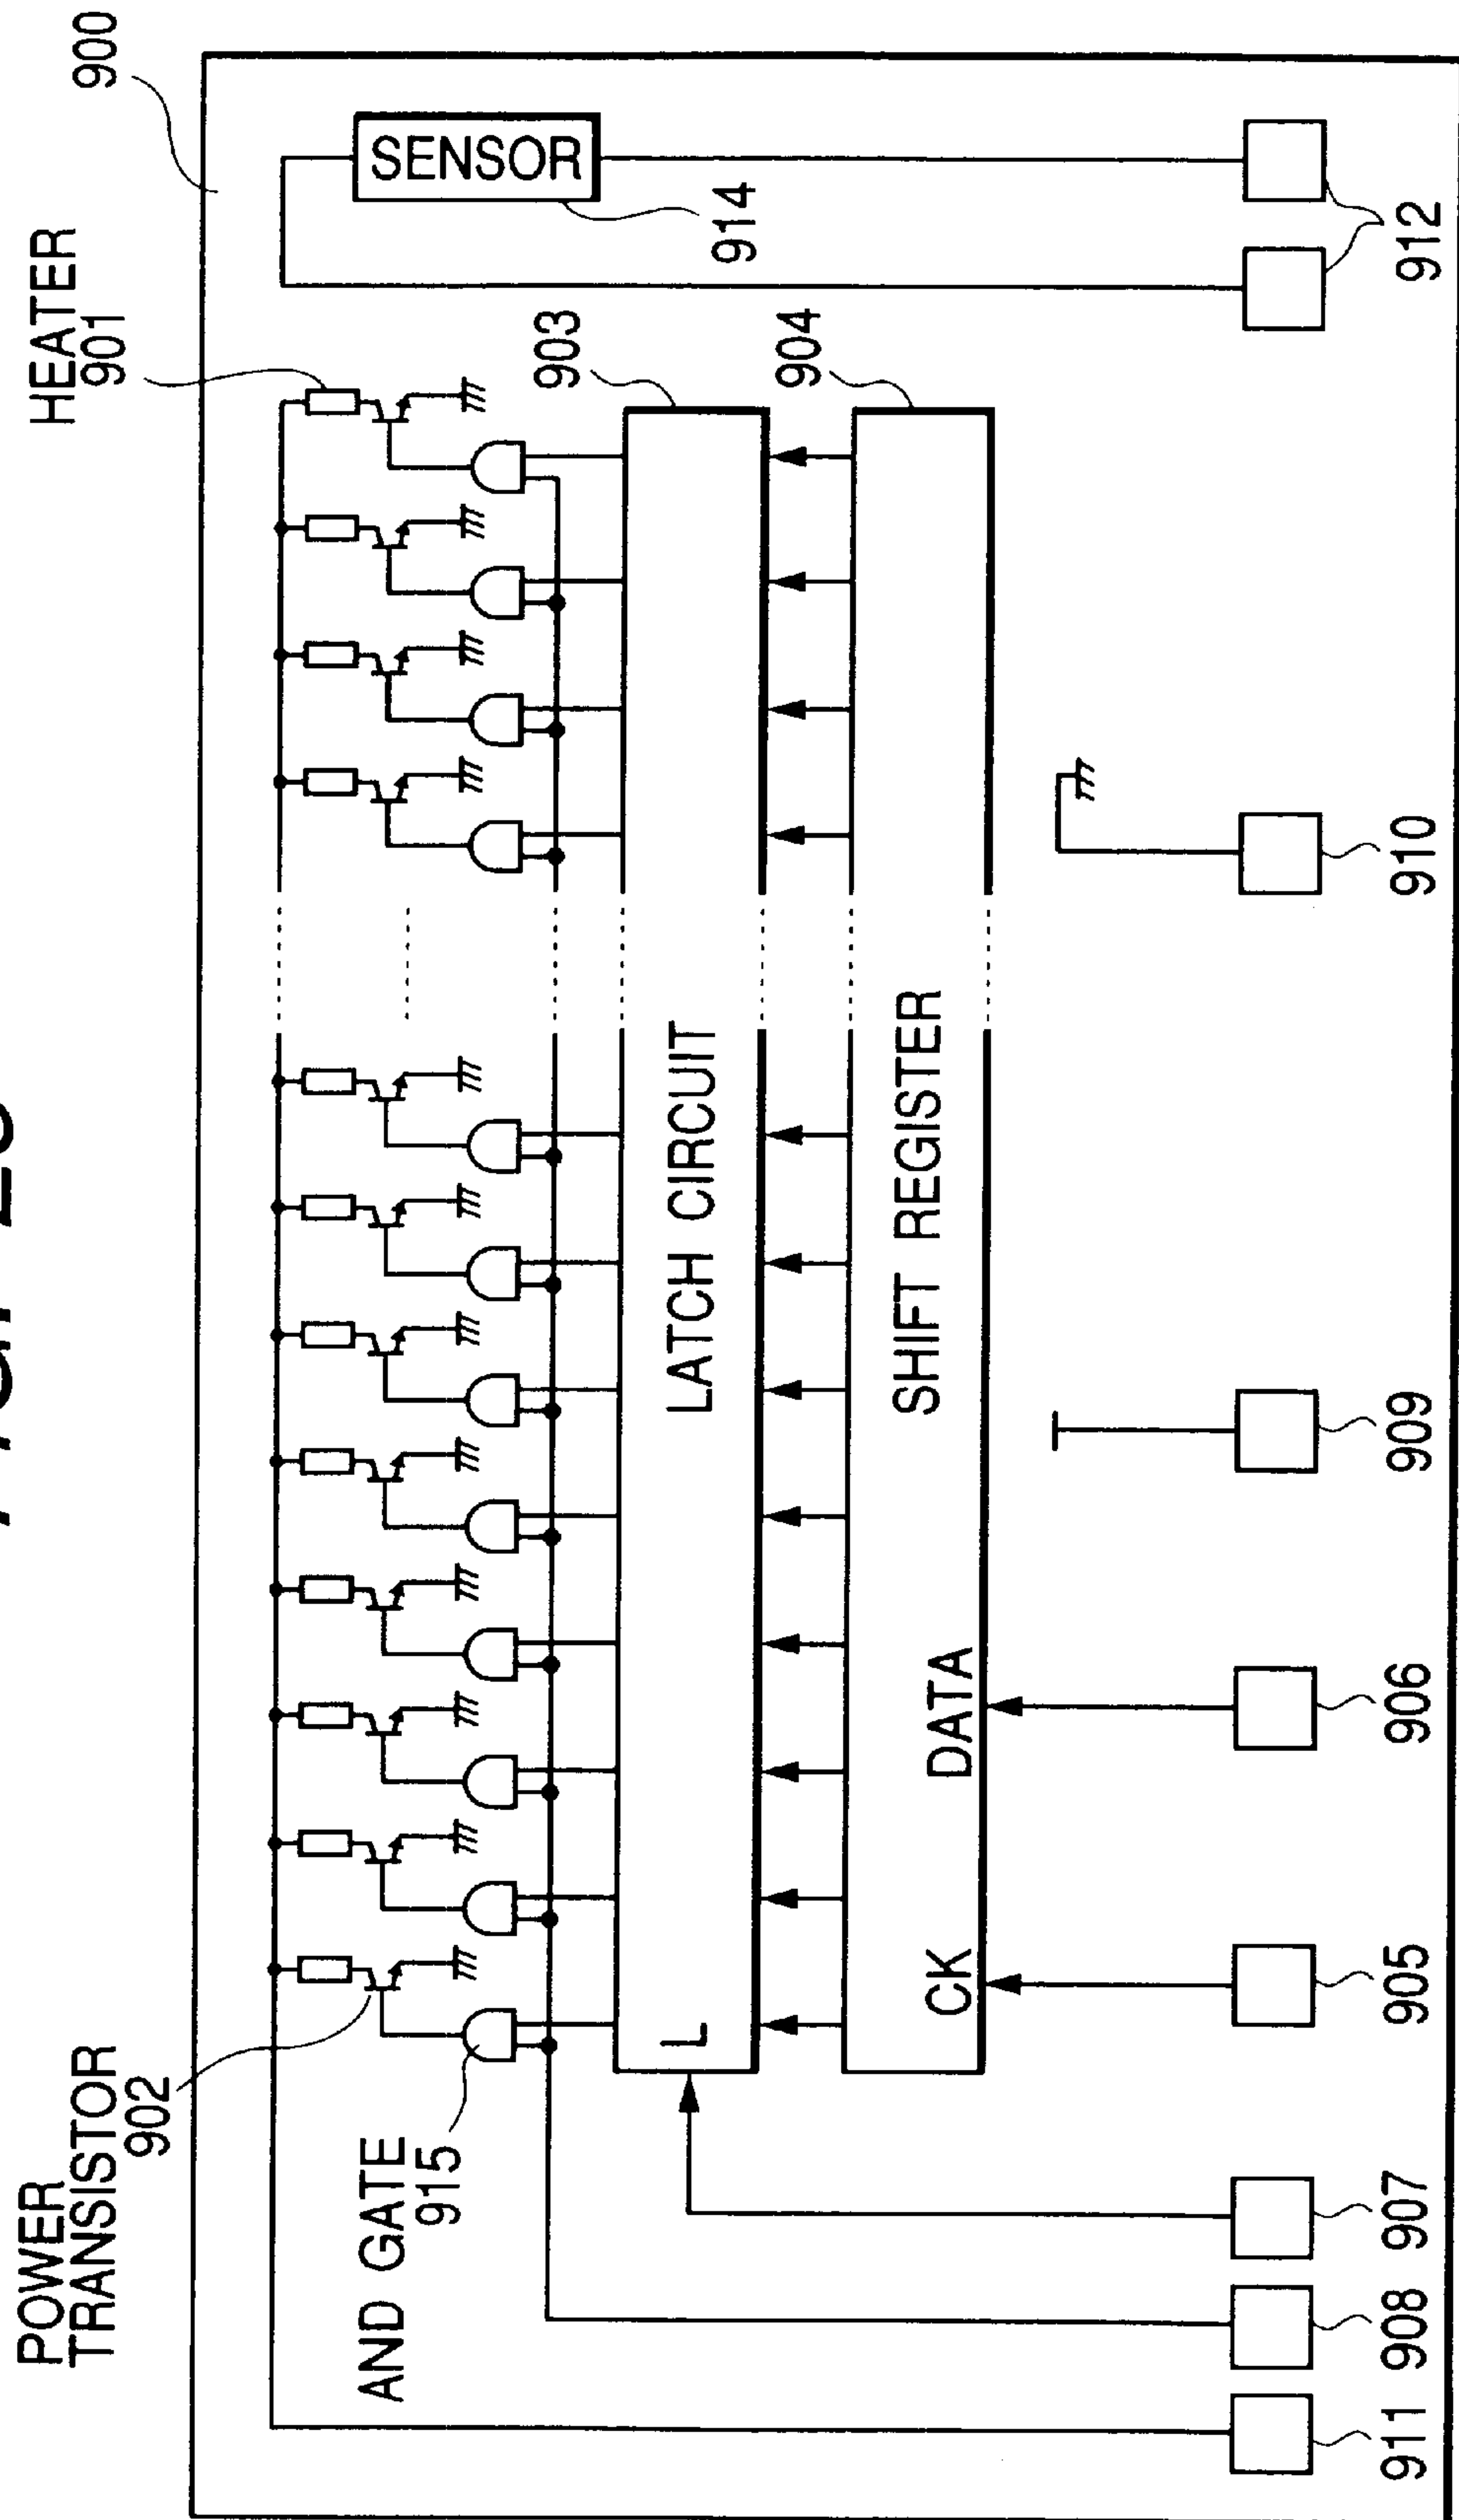 900
HEATER
901
POWER
TRANSISTOR
902
SENSOR
914
AND GATE
915
903
904
LATCH CIRCUIT
L
SHIFT REGISTER
CK
DATA
911
908
907
905
906
909
910
912